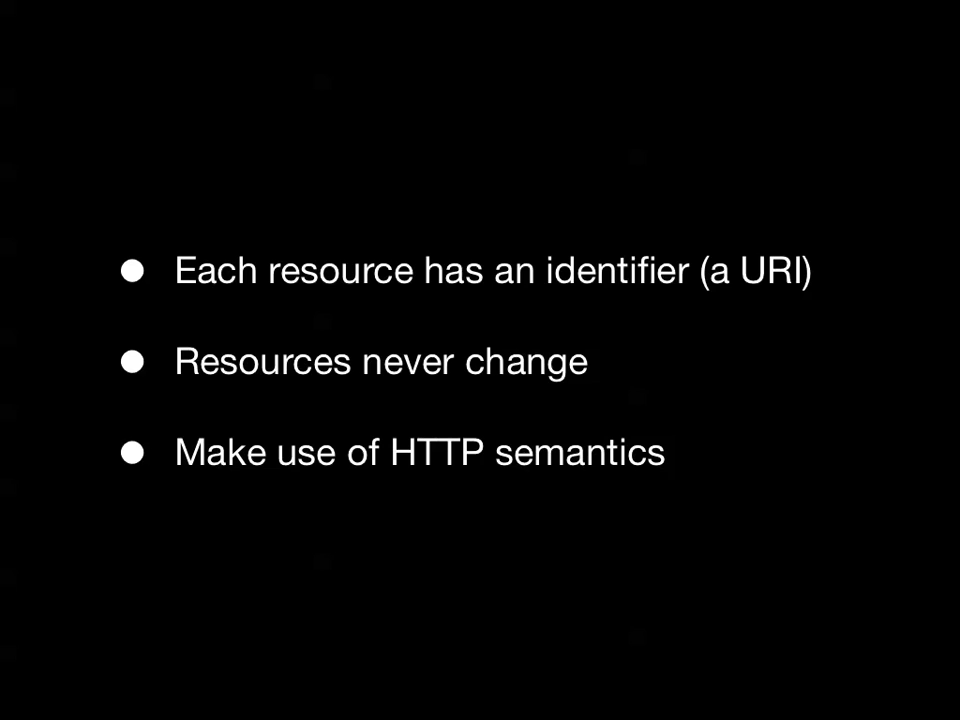 ● Each resource has an identifier (a URI)
● Resources never change
● Make use of HTTP semantics